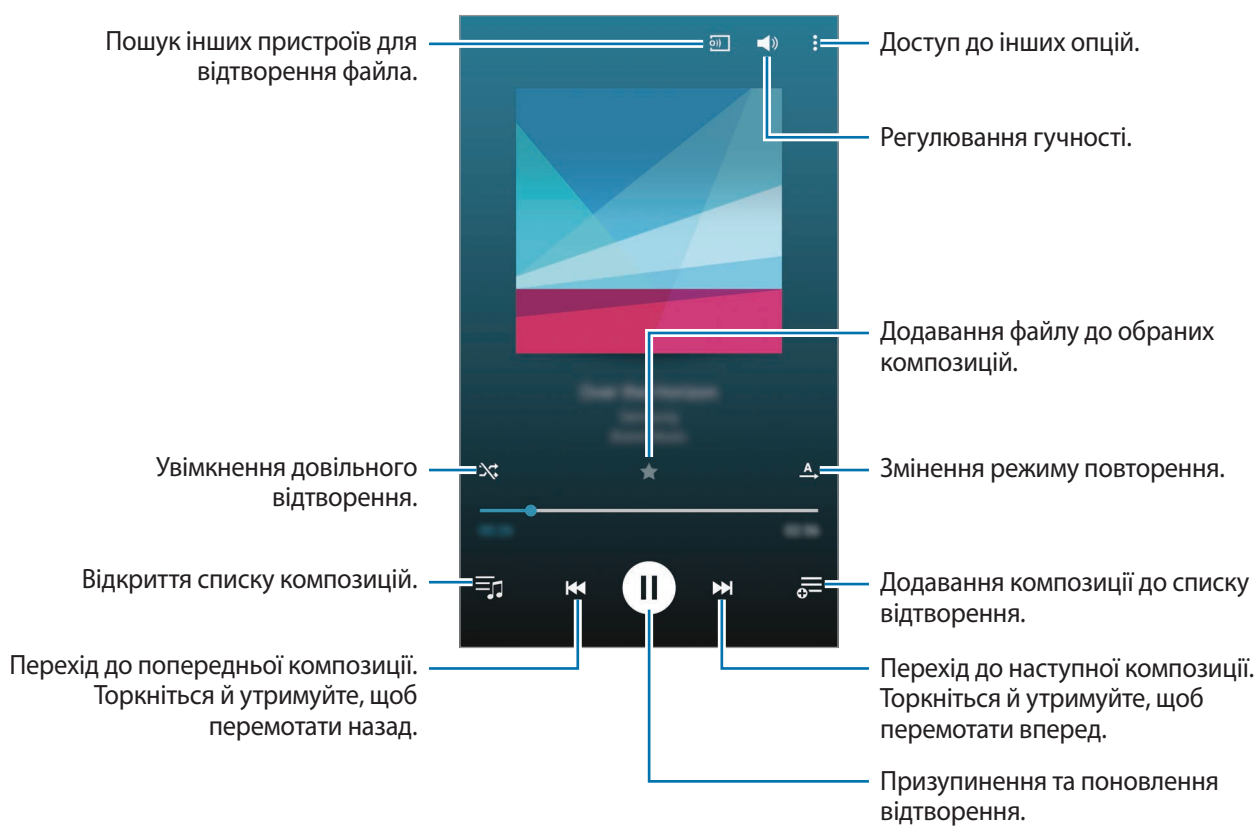 Пошук інших пристроїв для
відтворення файла.
Доступ до інших опцій.
Регулювання гучності.
Додавання файлу до обраних
композицій.
Увімкнення довільного
відтворення.
A
Змінення режиму повторення.
Відкриття списку композицій.
Додавання композиції до списку
відтворення.
Перехід до попередньої композиції.
Торкніться й утримуйте, щоб
перемотати назад.
Перехід до наступної композиції.
Торкніться й утримуйте, щоб
перемотати вперед.
Призупинення та поновлення
відтворення.